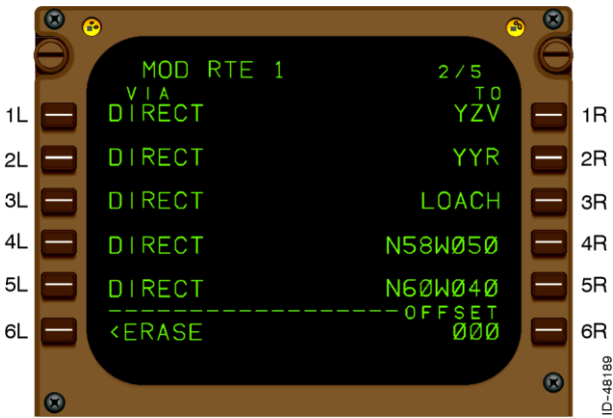 MOD RTE 1 2/5
VIA TO
1L DIRECT YZV 1R
2L DIRECT YYR 2R
3L DIRECT LOACH 3R
4L DIRECT N58W050 4R
5L DIRECT N60W040 5R
------------------OFFSET
6L <ERASE 000 6R
ID-48189